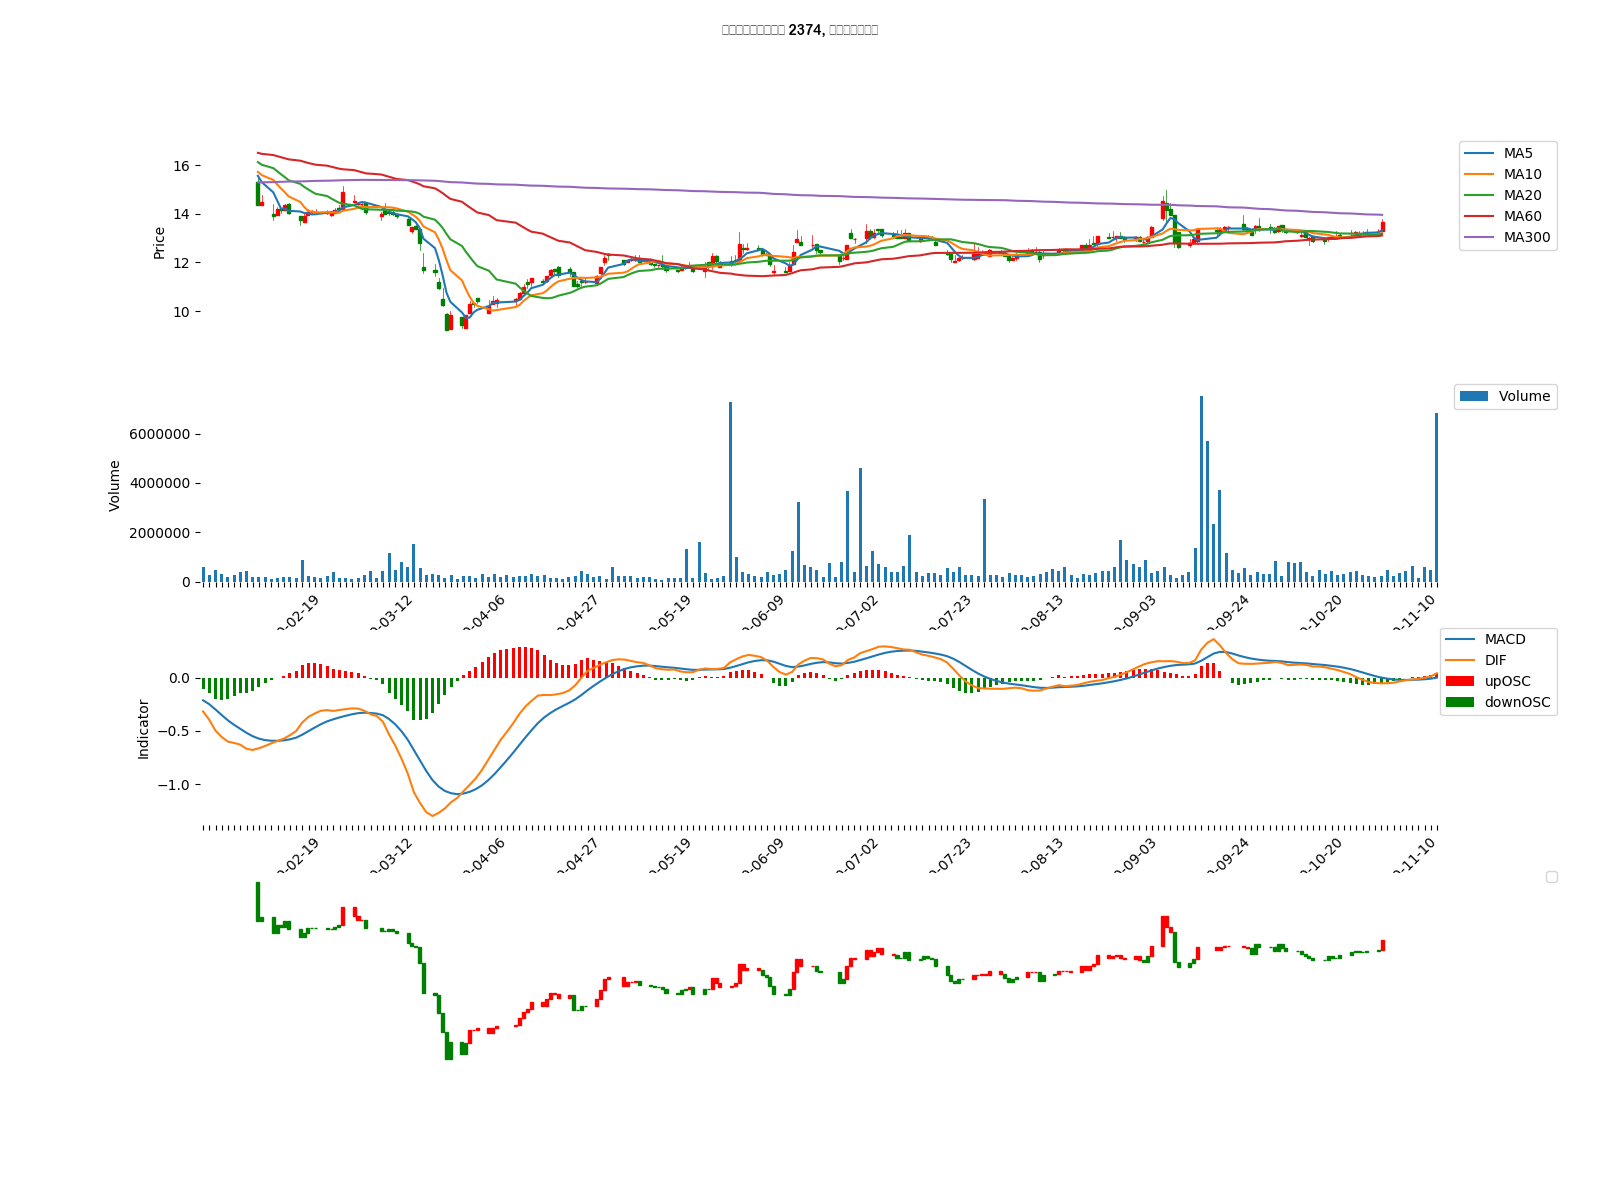 2374,
16
14
12
10
Price
MA5
MA10
MA20
MA60
MA300
6000000
4000000
2000000
0
Volume
Volume
-02-19
-03-12
-04-06
-04-27
-05-19
-06-09
-07-02
-07-23
-08-13
-09-03
-09-24
-10-20
-11-10
0.0
−0.5
−1.0
Indicator
MACD
DIF
upOSC
downOSC
-02-19
-03-12
-04-06
-04-27
-05-19
-06-09
-07-02
-07-23
-08-13
-09-03
-09-24
-10-20
-11-10